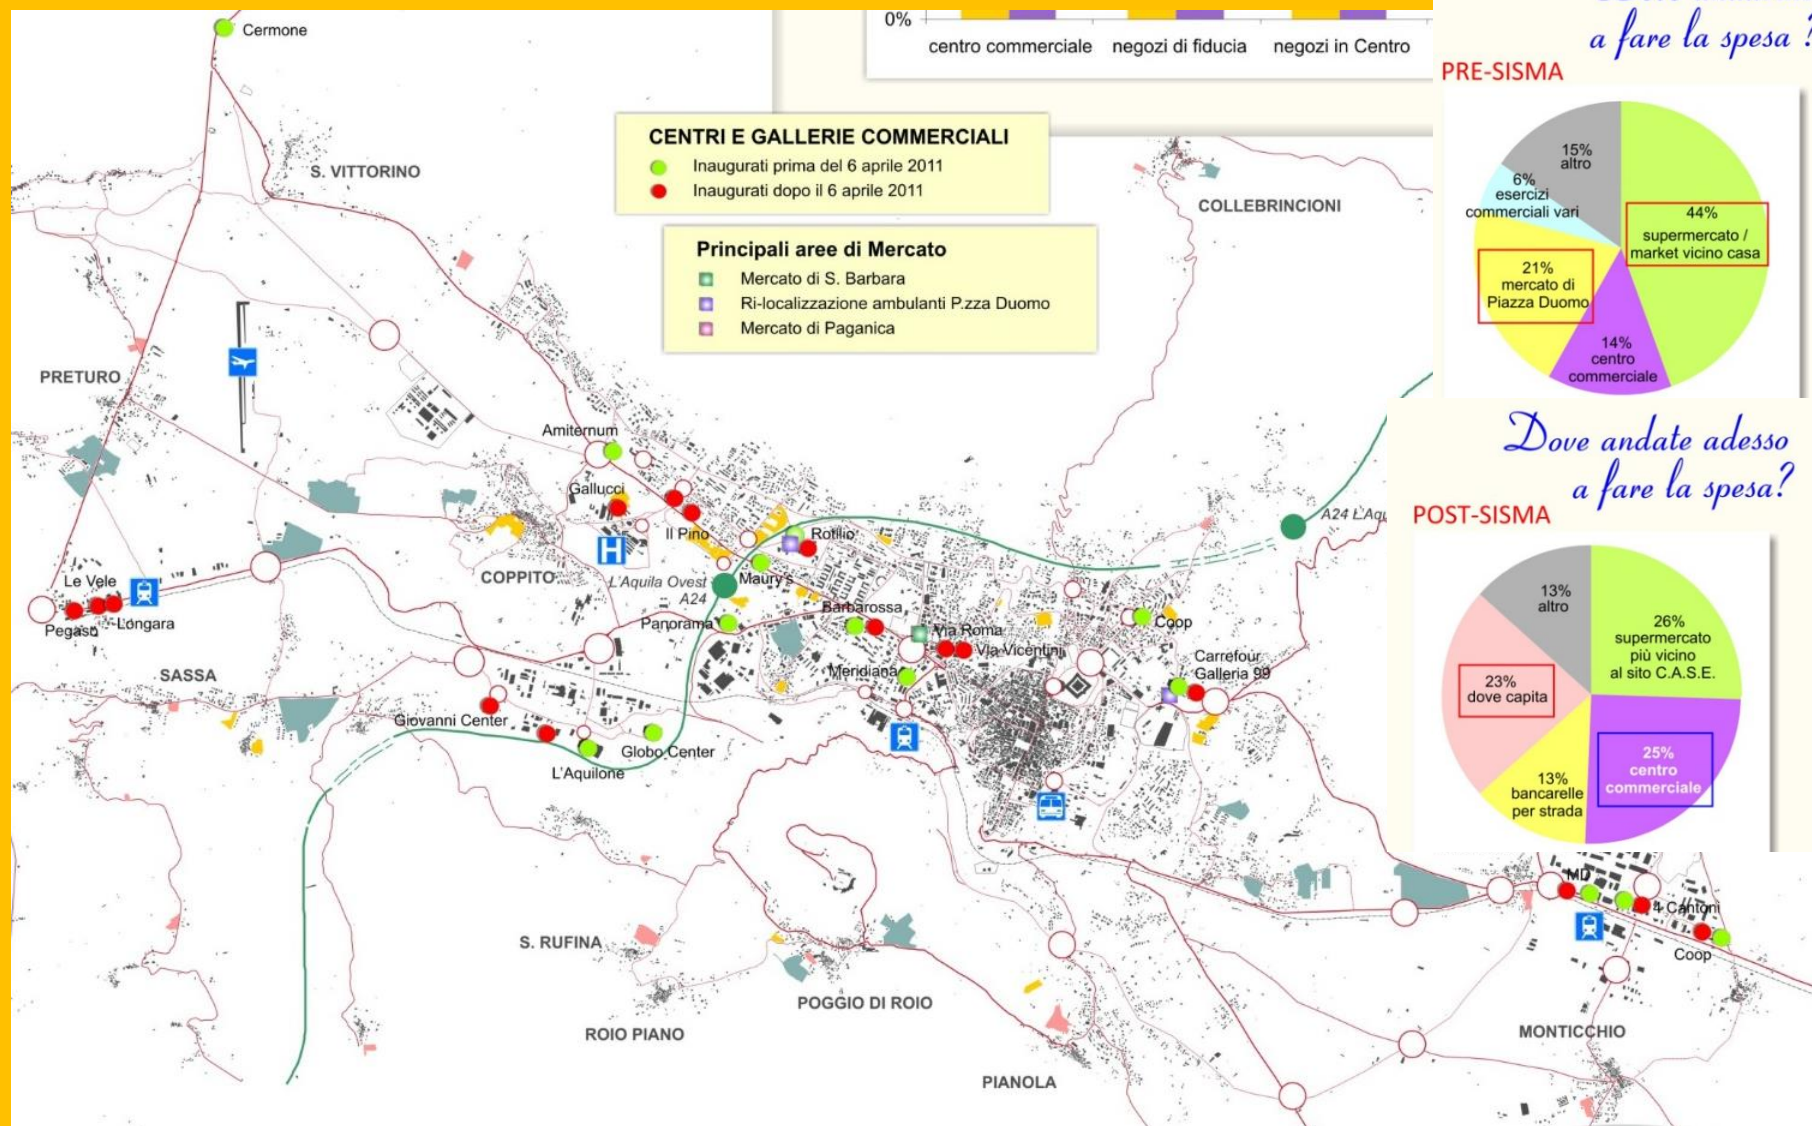 Cermone
0%
centro commerciale
negozi di fiducia
negozi in Centro
a fare la spesa?
PRE-SISMA
15%
altro
6%
esercizi
commerciali vari
44%
supermercato /
market vicino casa
21%
mercato di
Piazza Duomo
14%
centro
commerciale
CENTRI E GALLERIE COMMERCIALI
Inaugurati prima del 6 aprile 2011
Inaugurati dopo il 6 aprile 2011
Principali aree di Mercato
Mercato di S. Barbara
Ri-localizzazione ambulanti P.zza Duomo
Mercato di Paganica
S. VITTORINO
COLLEBRINCIONI
PRETURO
Dove andate adesso
a fare la spesa?
POST-SISMA
13%
altro
26%
supermercato
più vicino
al sito C.A.S.E.
23%
dove capita
25%
centro
commerciale
13%
bancarelle
per strada
Amiternum
Gallucci
Il Pino
Rotilio
A24 L'Aqu
H
COPPITO
L'Aquila Ovest
A24
Maury's
Le Vele
Pegaso
Longara
Panorama
Barbarossa
Via Roma
Via Vicentini
Coop
Meridiana
Carrefour
Galleria 99
SASSA
Giovanni Center
L'Aquilone
Globo Center
MD
4 Cantoni
Coop
S. RUFINA
POGGIO DI ROIO
ROIO PIANO
PIANOLA
MONTICCHIO